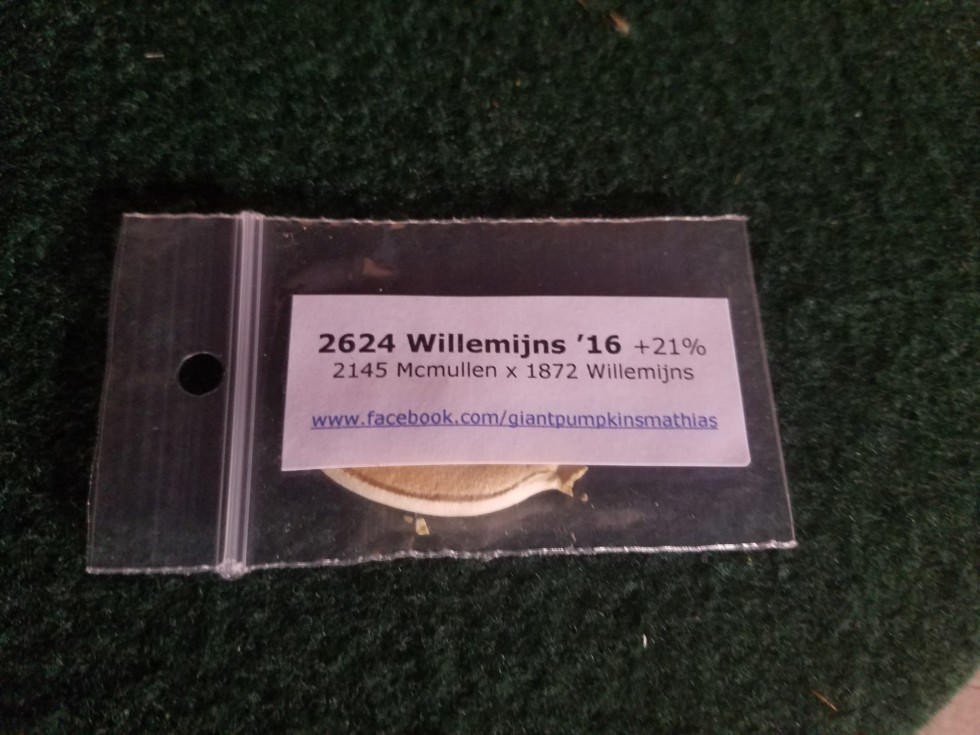 2624 Willemijns ’16 +21%
2145 Mcmullen x 1872 Willemijns
www.facebook.com/giantpumpkinsmathias